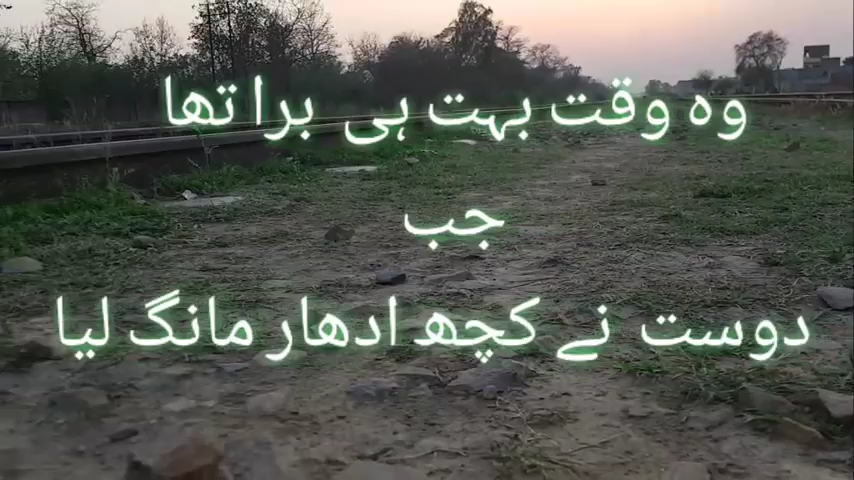 وہ وقت بہت ہی برا تھا
جب
دوست نے کچھ ادھار مانگ لیا